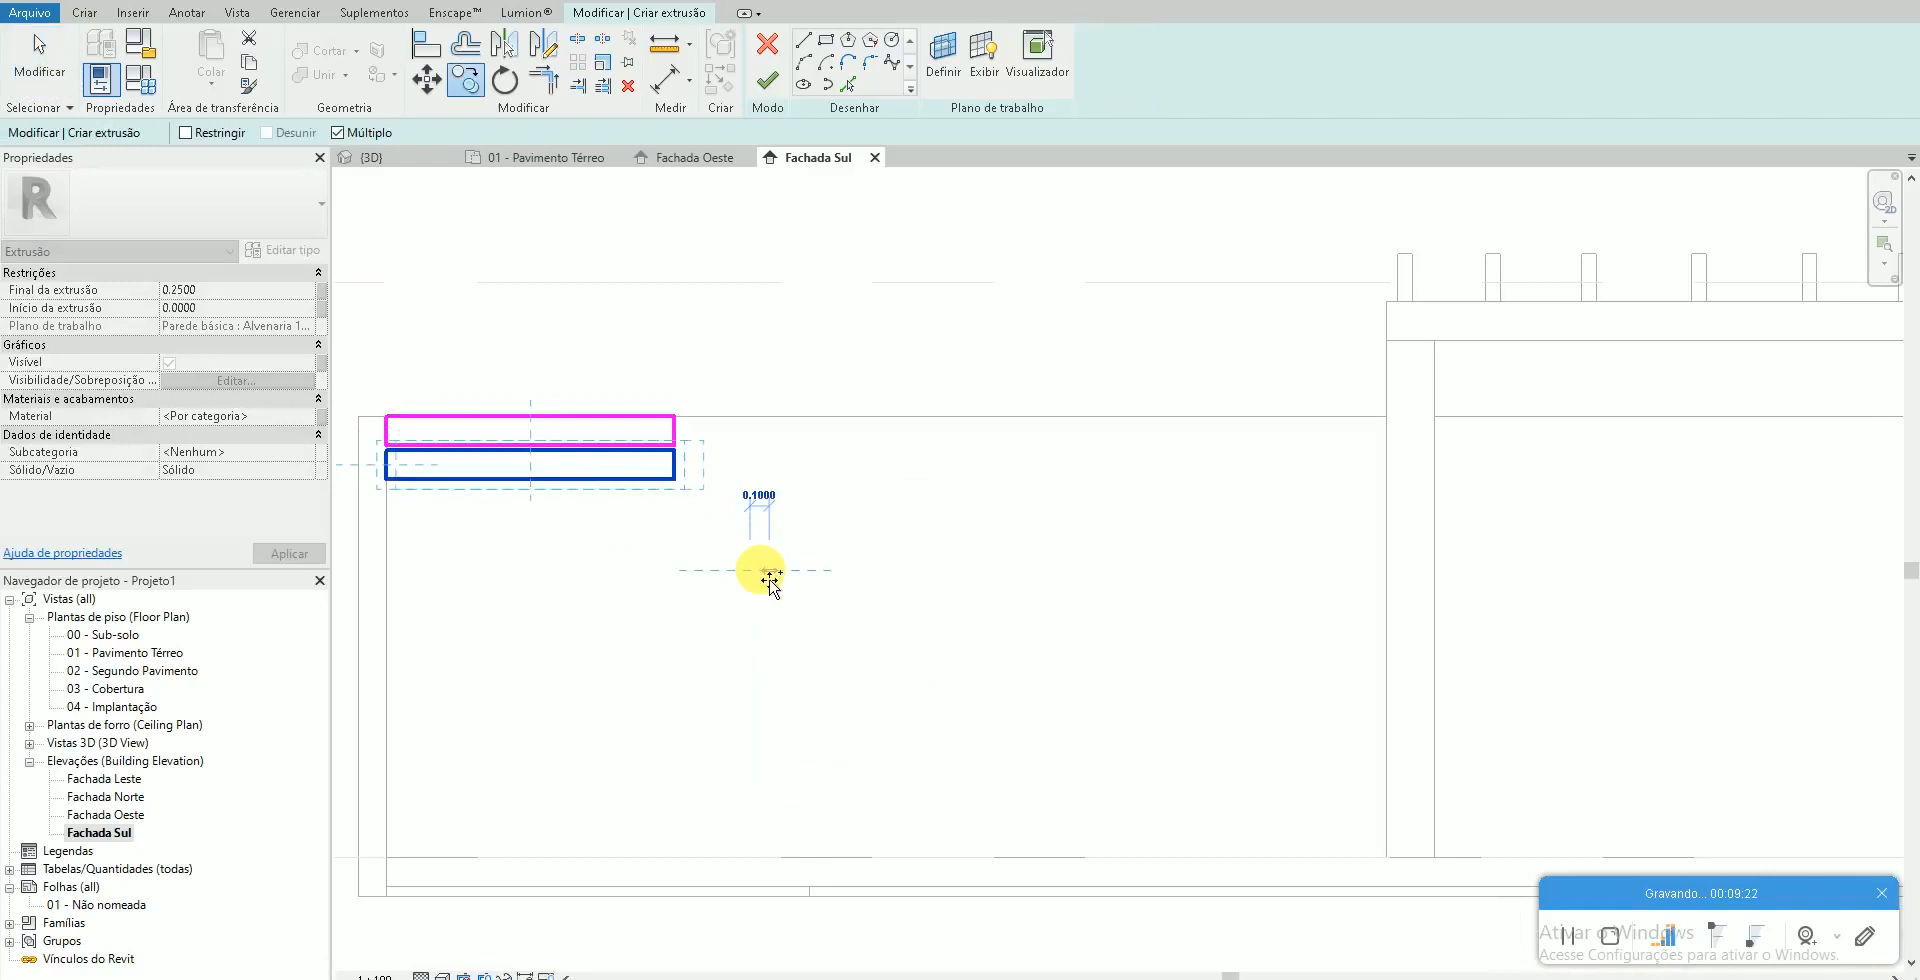 Arquivo Criar Inserir Anotar Vista Gerenciar Suplementos Enscape™ Lumion® Modificar | Criar extrusão
Modificar Colar Cortar Unir Definir Exibir Visualizador
Selecionar Propriedades Área de transferência Geometria Modificar Medir Criar Modo Desenhar Plano de trabalho
Modificar | Criar extrusão Restringir Desunir Múltiplo
Propriedades {3D} 01 - Pavimento Térreo Fachada Oeste Fachada Sul
R
2D
Extrusão Editar tipo
Restrições
Final da extrusão 0.2500
Início da extrusão 0.0000
Plano de trabalho Parede básica : Alvenaria 1...
Gráficos
Visível
Visibilidade/Sobreposição ... Editar...
Materiais e acabamentos
Material <Por categoria>
Dados de identidade
Subcategoria <Nenhum>
Sólido/Vazio Sólido
0.1000
Ajuda de propriedades Aplicar
Navegador de projeto - Projeto1
Vistas (all)
Plantas de piso (Floor Plan)
00 - Sub-solo
01 - Pavimento Térreo
02 - Segundo Pavimento
03 - Cobertura
04 - Implantação
Plantas de forro (Ceiling Plan)
Vistas 3D (3D View)
Elevações (Building Elevation)
Fachada Leste
Fachada Norte
Fachada Oeste
Fachada Sul
Legendas
Tabelas/Quantidades (todas)
Folhas (all)
01 - Não nomeada
Famílias
Grupos
Vínculos do Revit
Gravando... 00:09:22
Ativar o Windows
Acesse Configurações para ativar o Windows.
1 : 100